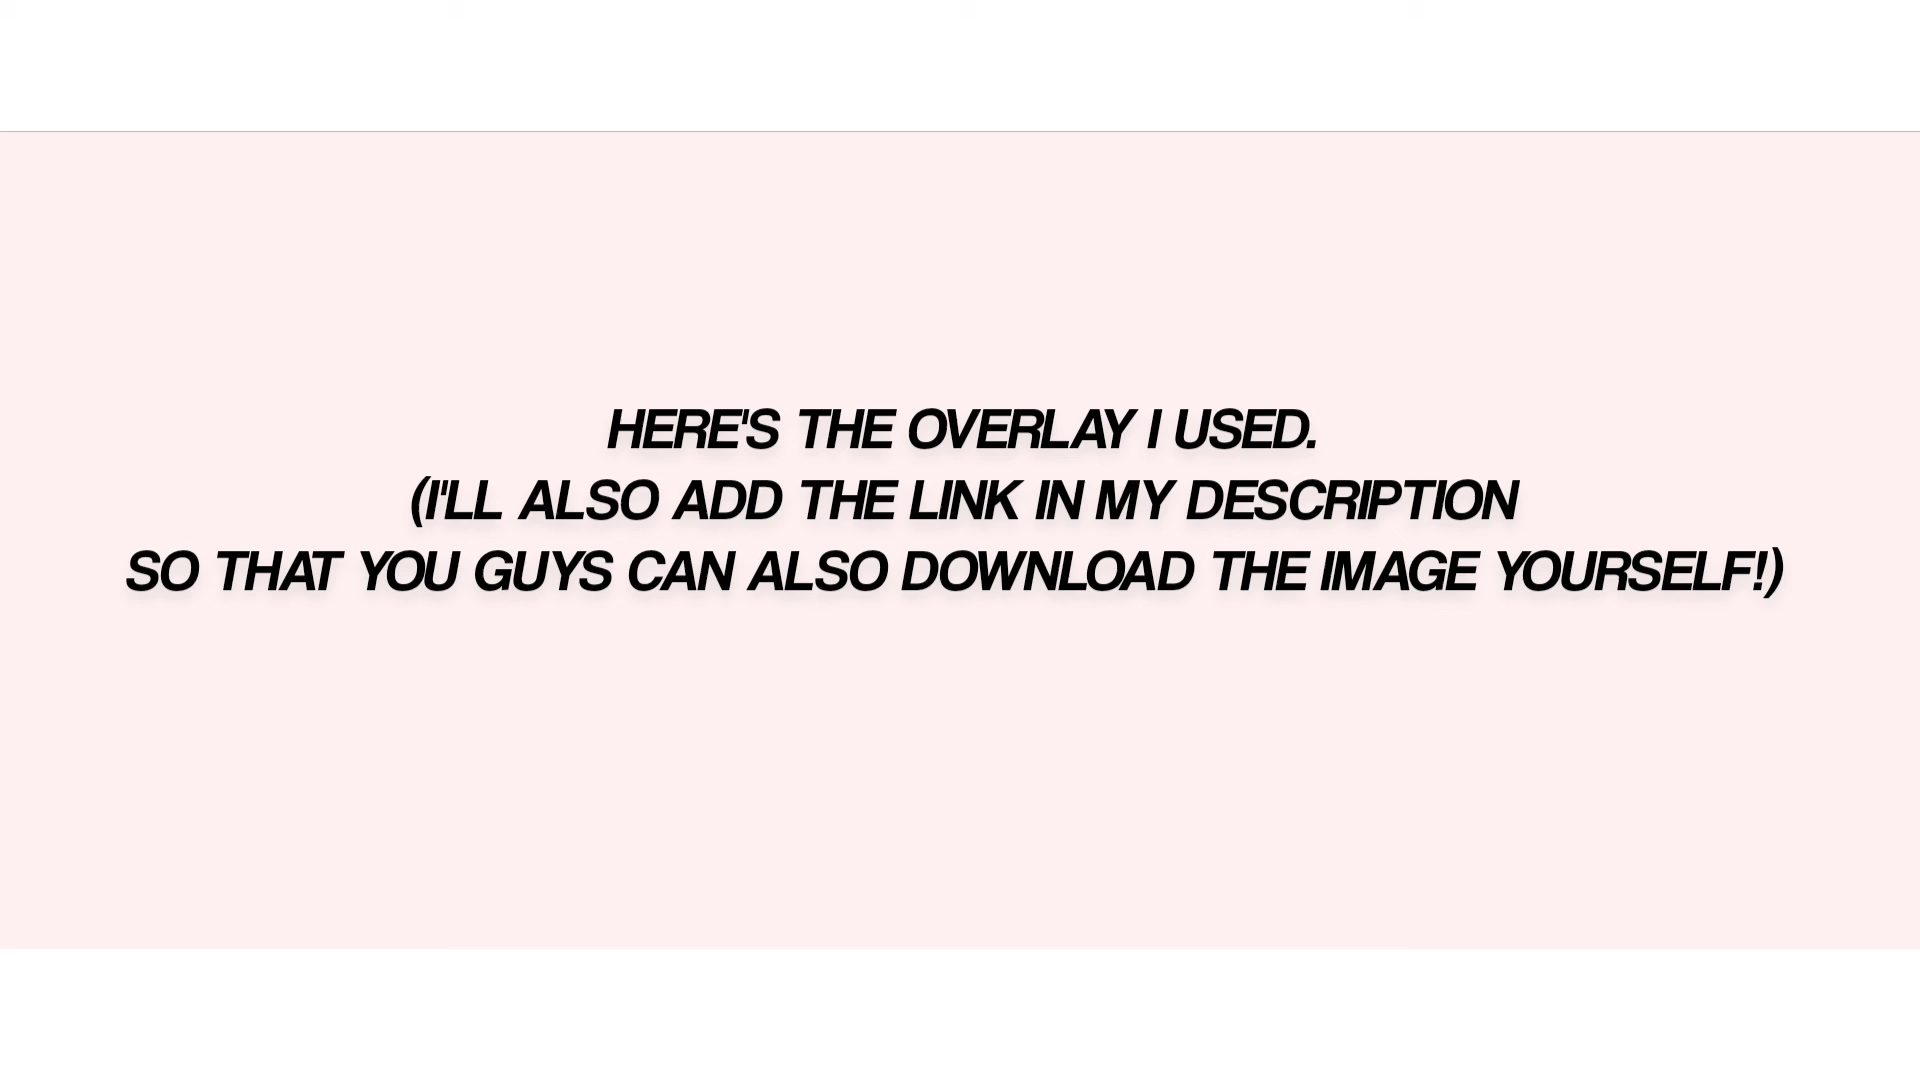 HERE'S THE OVERLAY I USED.
(I'LL ALSO ADD THE LINK IN MY DESCRIPTION
SO THAT YOU GUYS CAN ALSO DOWNLOAD THE IMAGE YOURSELF!)